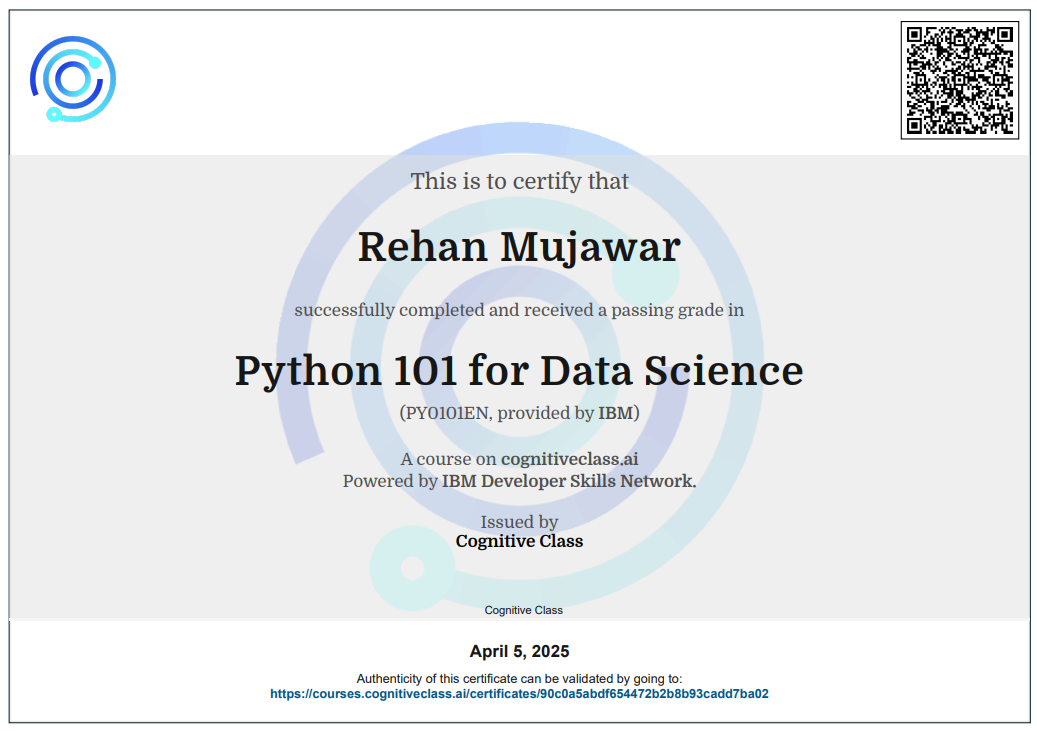 This is to certify that
Rehan Mujawar
successfully completed and received a passing grade in
Python 101 for Data Science
(PY0101EN, provided by IBM)
A course on cognitiveclass.ai
Powered by IBM Developer Skills Network.
Issued by
Cognitive Class
Cognitive Class
April 5, 2025
Authenticity of this certificate can be validated by going to:
https://courses.cognitiveclass.ai/certificates/90c0a5abdf654472b2b8b93cadd7ba02